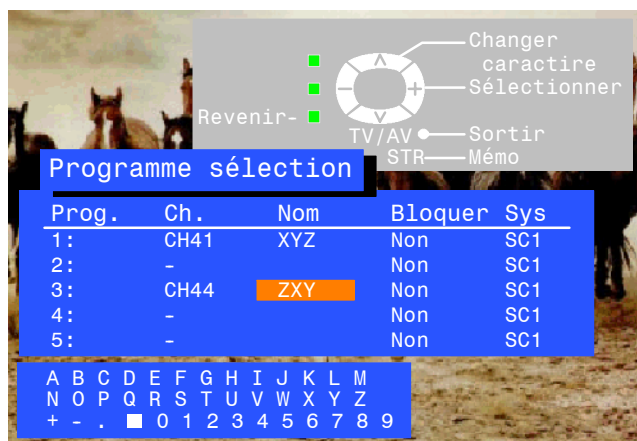 Changer
caractire
Sélectionner
Revenir-
TV/AV Sortir
STR Mémo
Programme sélection
Prog. Ch. Nom Bloquer Sys
1: CH41 XYZ Non SC1
2: - Non SC1
3: CH44 ZXY Non SC1
4: - Non SC1
5: - Non SC1
A B C D E F G H I J K L M
N O P Q R S T U V W X Y Z
+ - . 0 1 2 3 4 5 6 7 8 9